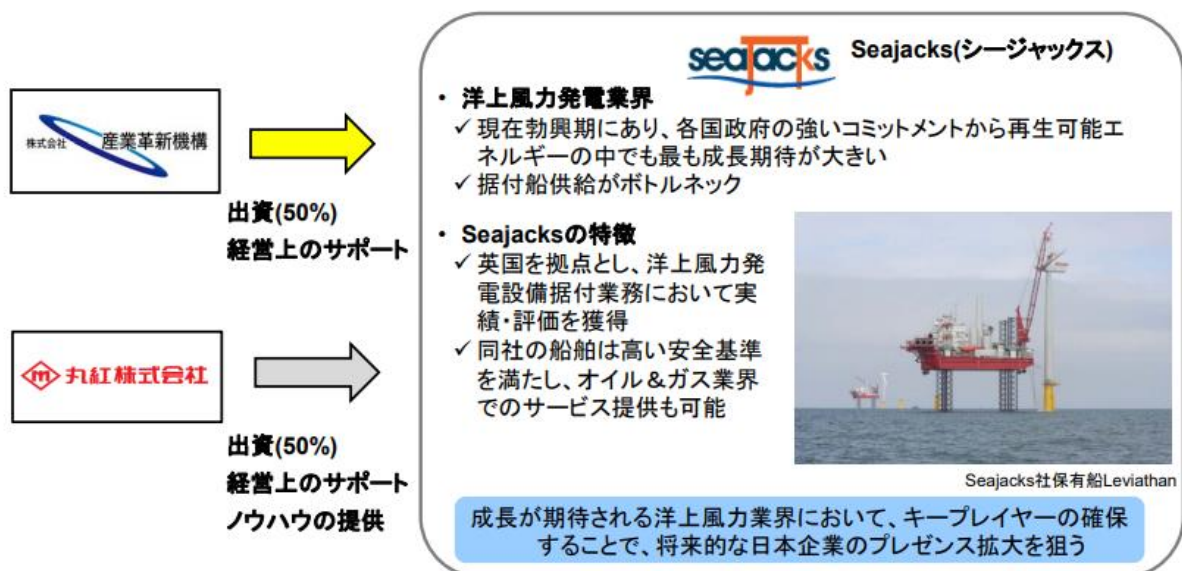 株式会社 産業革新機構
出資(50%)
経営上のサポート
丸紅株式会社
出資(50%)
経営上のサポート
ノウハウの提供
seajacks Seajacks(シージャックス)
・ 洋上風力発電業界
✓ 現在勃興期にあり、各国政府の強いコミットメントから再生可能エ
ネルギーの中でも最も成長期待が大きい
✓ 据付船供給がボトルネック
・ Seajacksの特徴
✓ 英国を拠点とし、洋上風力発
電設備据付業務において実
績・評価を獲得
✓ 同社の船舶は高い安全基準
を満たし、オイル＆ガス業界
でのサービス提供も可能
Seajacks社保有船Leviathan
成長が期待される洋上風力業界において、キープレイヤーの確保
することで、将来的な日本企業のプレゼンス拡大を狙う